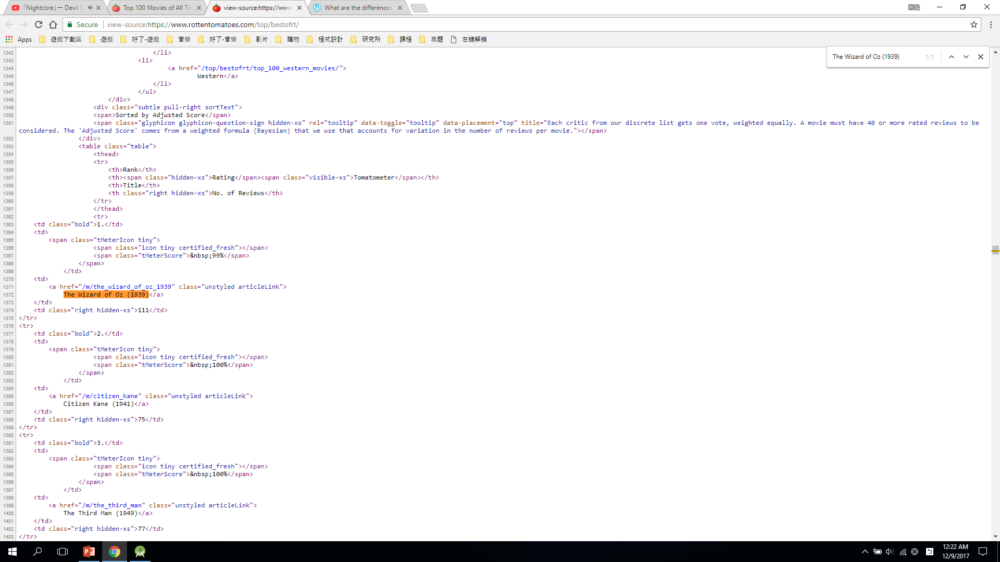 「Nightcore」→ Devil
Top 100 Movies of All Tim
view-source:https://www
What are the differences
Secure
view-source:https://www.rottentomatoes.com/top/bestofrt/
Apps 遊戲下載區 遊戲 好了-遊戲 音樂 好了-音樂 影片 購物 程式設計 研究所 課程 專題 右鍵解鎖
The Wizard of Oz (1939) 1/1
1342 </li>
1343 <li>
1344 <a href="/top/bestofrt/top_100_western_movies/">
1345 Western</a>
1346 </li>
1347 </ul>
1348 </div>
1349 <div class="subtle pull-right sortText">
1350 <span>Sorted by Adjusted Score</span>
1351 <span class="glyphicon glyphicon-question-sign hidden-xs" rel="tooltip" data-toggle="tooltip" data-placement="top" title="Each critic from our discrete list gets one vote, weighted equally. A movie must have 40 or more rated reviews to be
considered. The 'Adjusted Score' comes from a weighted formula (Bayesian) that we use that accounts for variation in the number of reviews per movie."></span>
1352 </div>
1353 <table class="table">
1354 <thead>
1355 <tr>
1356 <th>Rank</th>
1357 <th><span class="hidden-xs">Rating</span><span class="visible-xs">Tomatometer</span></th>
1358 <th>Title</th>
1359 <th class="right hidden-xs">No. of Reviews</th>
1360 </tr>
1361 </thead>
1362 <tr>
1363 <td class="bold">1.</td>
1364 <td>
1365 <span class="tMeterIcon tiny">
1366 <span class="icon tiny certified_fresh"></span>
1367 <span class="tMeterScore">&nbsp;99%</span>
1368 </span>
1369 </td>
1370 <td>
1371 <a href="/m/the_wizard_of_oz_1939" class="unstyled articleLink">
1372 The Wizard of Oz (1939)</a>
1373 </td>
1374 <td class="right hidden-xs">111</td>
1375 </tr>
1376 <tr>
1377 <td class="bold">2.</td>
1378 <td>
1379 <span class="tMeterIcon tiny">
1380 <span class="icon tiny certified_fresh"></span>
1381 <span class="tMeterScore">&nbsp;100%</span>
1382 </span>
1383 </td>
1384 <td>
1385 <a href="/m/citizen_kane" class="unstyled articleLink">
1386 Citizen Kane (1941)</a>
1387 </td>
1388 <td class="right hidden-xs">75</td>
1389 </tr>
1390 <tr>
1391 <td class="bold">3.</td>
1392 <td>
1393 <span class="tMeterIcon tiny">
1394 <span class="icon tiny certified_fresh"></span>
1395 <span class="tMeterScore">&nbsp;100%</span>
1396 </span>
1397 </td>
1398 <td>
1399 <a href="/m/the_third_man" class="unstyled articleLink">
1400 The Third Man (1949)</a>
1401 </td>
1402 <td class="right hidden-xs">77</td>
1403 </tr>
12:22 AM
12/9/2017